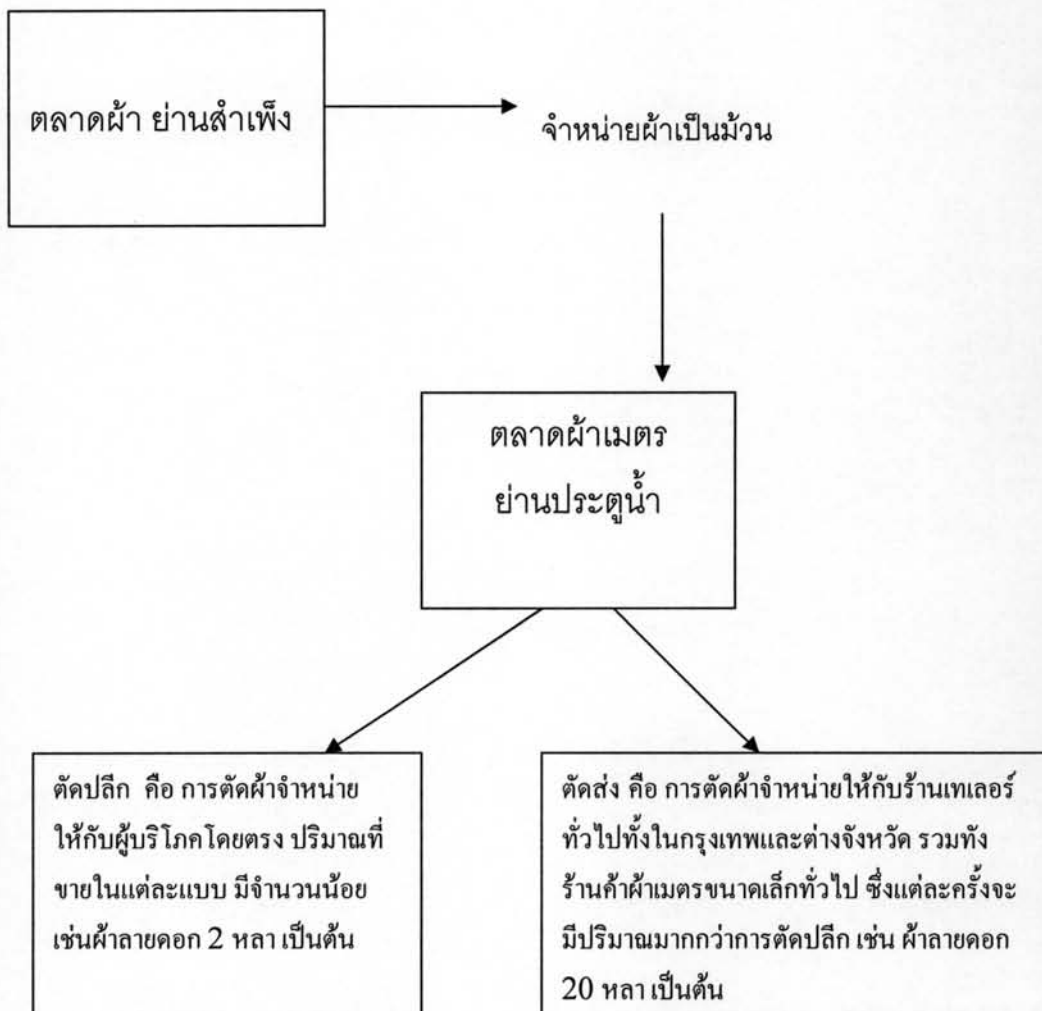 ตลาดผ้า ย่านสำเพ็ง
จำหน่ายผ้าเป็นม้วน
ตลาดผ้าเมตร
ย่านประตูน้ำ
ตัดปลีก คือ การตัดผ้าจำหน่าย
ให้กับผู้บริโภคโดยตรง ปริมาณที่
ขายในแต่ละแบบ มีจำนวนน้อย
เช่นผ้าลายดอก 2 หลา เป็นต้น
ตัดส่ง คือ การตัดผ้าจำหน่ายให้กับร้านเทเลอร์
ทั่วไปทั้งในกรุงเทพและต่างจังหวัด รวมทัง
ร้านค้าผ้าเมตรขนาดเล็กทั่วไป ซึ่งแต่ละครั้งจะ
มีปริมาณมากกว่าการตัดปลีก เช่น ผ้าลายดอก
20 หลา เป็นต้น